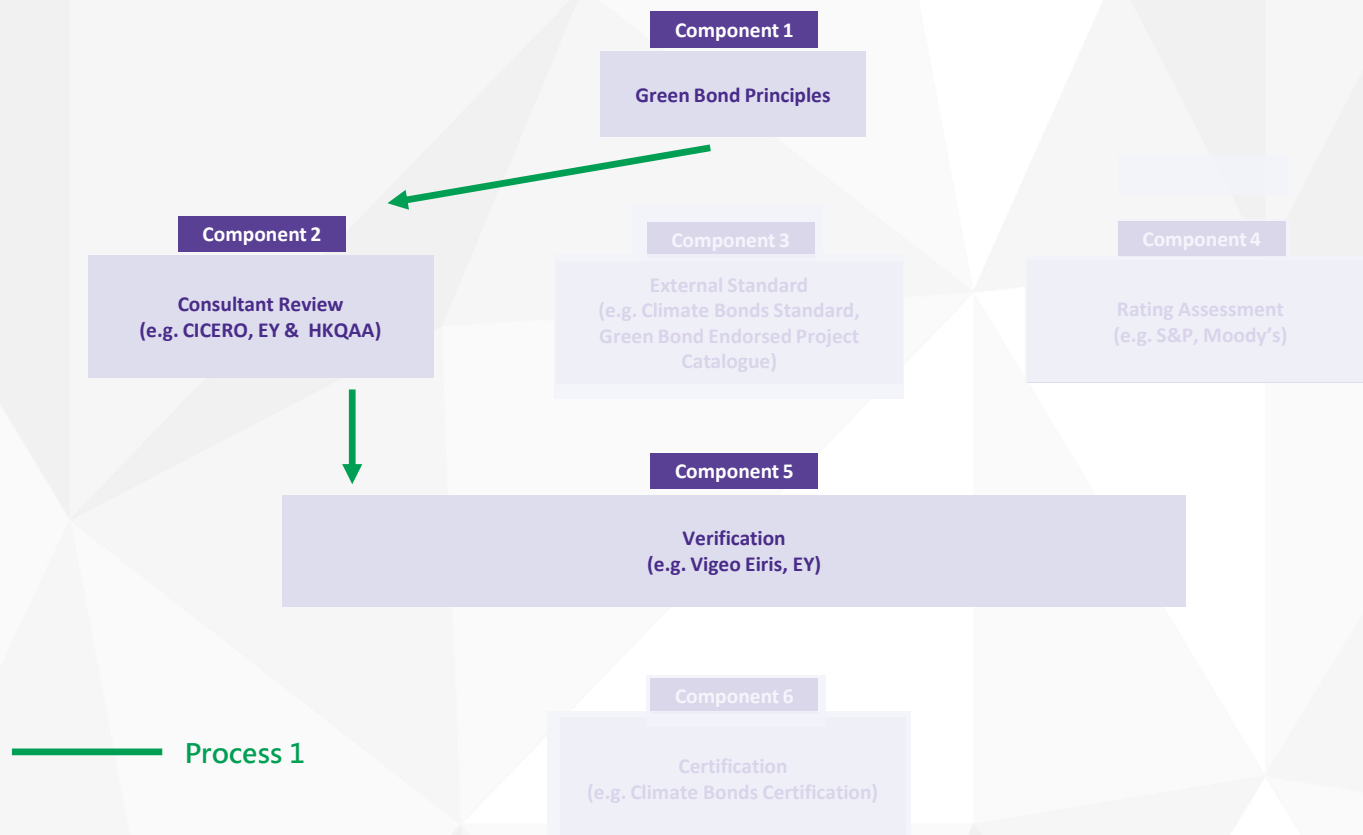 Component 1
Green Bond Principles
Component 2
Consultant Review
(e.g. CICERO, EY & HKQAA)
Component 3
External Standard
(e.g. Climate Bonds Standard,
Green Bond Endorsed Project
Catalogue)
Component 4
Rating Assessment
(e.g. S&P, Moody’s)
Component 5
Verification
(e.g. Vigeo Eiris, EY)
Component 6
Certification
(e.g. Climate Bonds Certification)
Process 1